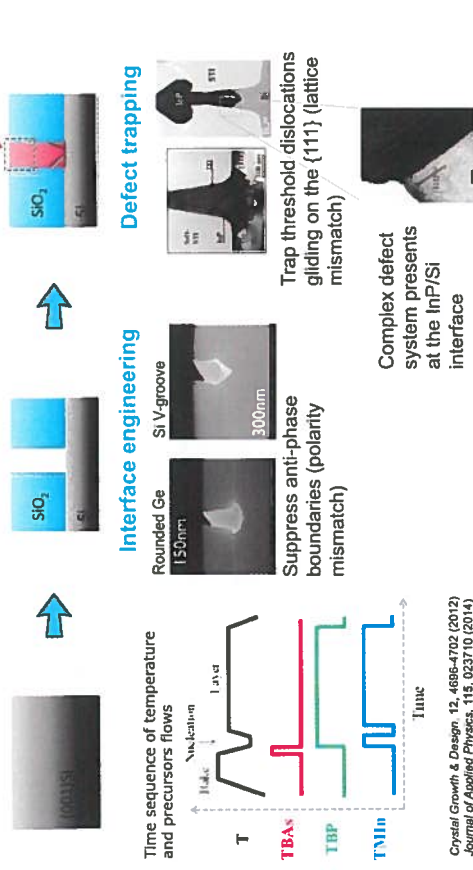 (001)Si
SiO2
Si
SiO2
Si
Time sequence of temperature
and precursors flows
Bake
Nucleation
Layer
T
TBAs
TBP
TMIn
Time
Interface engineering
Rounded Ge
Si V-groove
150nm
300nm
Suppress anti-phase
boundaries (polarity
mismatch)
Defect trapping
STI
InP
STI
InP
Trap threshold dislocations
gliding on the {111} (lattice
mismatch)
Complex defect
system presents
at the InP/Si
interface
Crystal Growth & Design, 12, 4696-4702 (2012)
Journal of Applied Physics, 115, 023710 (2014)